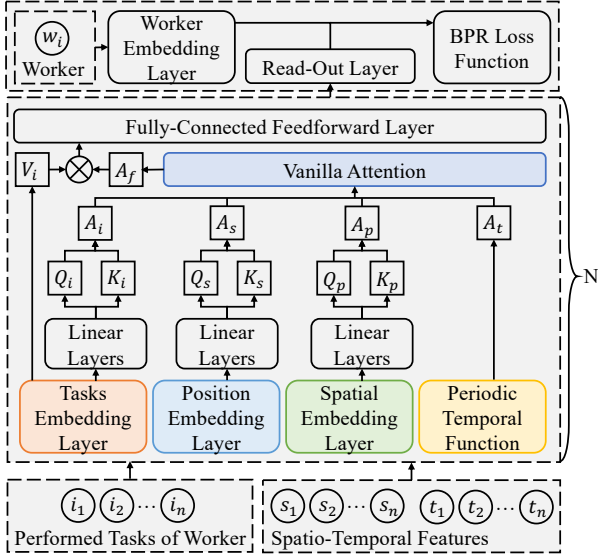 w_i
Worker
Worker
Embedding
Layer
Read-Out Layer
BPR Loss
Function
Fully-Connected Feedforward Layer
V_i
A_f
Vanilla Attention
A_i
A_s
A_p
A_t
Q_i
K_i
Q_s
K_s
Q_p
K_p
N
Linear
Layers
Linear
Layers
Linear
Layers
Tasks
Embedding
Layer
Position
Embedding
Layer
Spatial
Embedding
Layer
Periodic
Temporal
Function
i_1 i_2 ⋯ i_n
Performed Tasks of Worker
s_1 s_2 ⋯ s_n t_1 t_2 ⋯ t_n
Spatio-Temporal Features